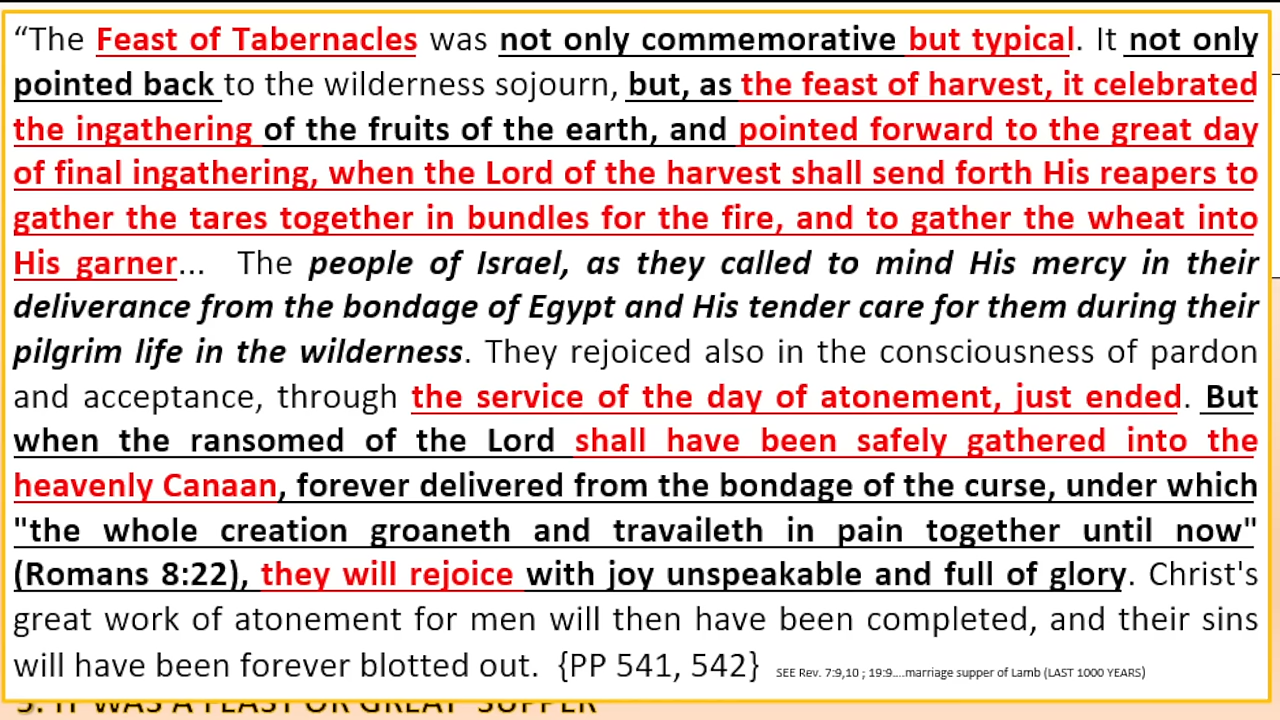 “The Feast of Tabernacles was not only commemorative but typical. It not only
pointed back to the wilderness sojourn, but, as the feast of harvest, it celebrated
the ingathering of the fruits of the earth, and pointed forward to the great day
of final ingathering, when the Lord of the harvest shall send forth His reapers to
gather the tares together in bundles for the fire, and to gather the wheat into
His garner... The people of Israel, as they called to mind His mercy in their
deliverance from the bondage of Egypt and His tender care for them during their
pilgrim life in the wilderness. They rejoiced also in the consciousness of pardon
and acceptance, through the service of the day of atonement, just ended. But
when the ransomed of the Lord shall have been safely gathered into the
heavenly Canaan, forever delivered from the bondage of the curse, under which
"the whole creation groaneth and travaileth in pain together until now"
(Romans 8:22), they will rejoice with joy unspeakable and full of glory. Christ's
great work of atonement for men will then have been completed, and their sins
will have been forever blotted out. {PP 541, 542} SEE Rev. 7:9,10 ; 19:9....marriage supper of Lamb (LAST 1000 YEARS)
5. IT WAS A FEAST OR GREAT SUPPER